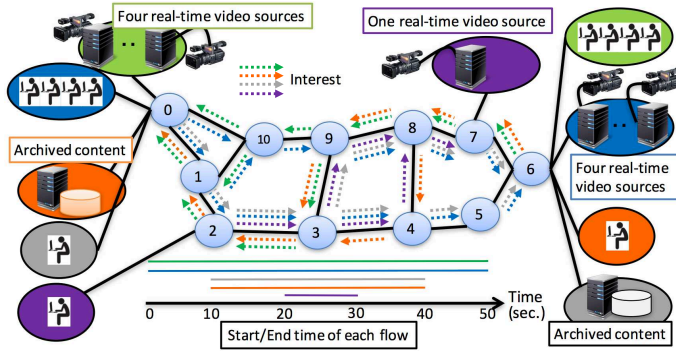 Four real-time video sources
One real-time video source
Interest
0
10
9
8
7
Archived content
1
6
Four real-time
video sources
2
3
4
5
0
10
20
30
40
50
Time
(sec.)
Start/End time of each flow
Archived content